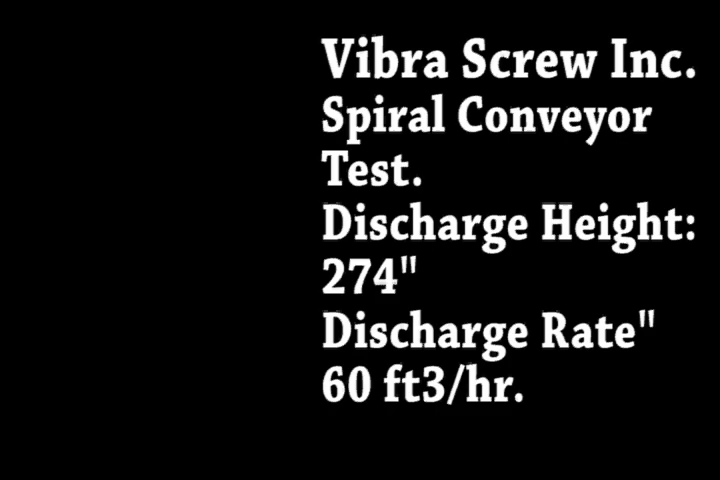 Vibra Screw Inc.
Spiral Conveyor
Test.
Discharge Height:
274"
Discharge Rate"
60 ft3/hr.